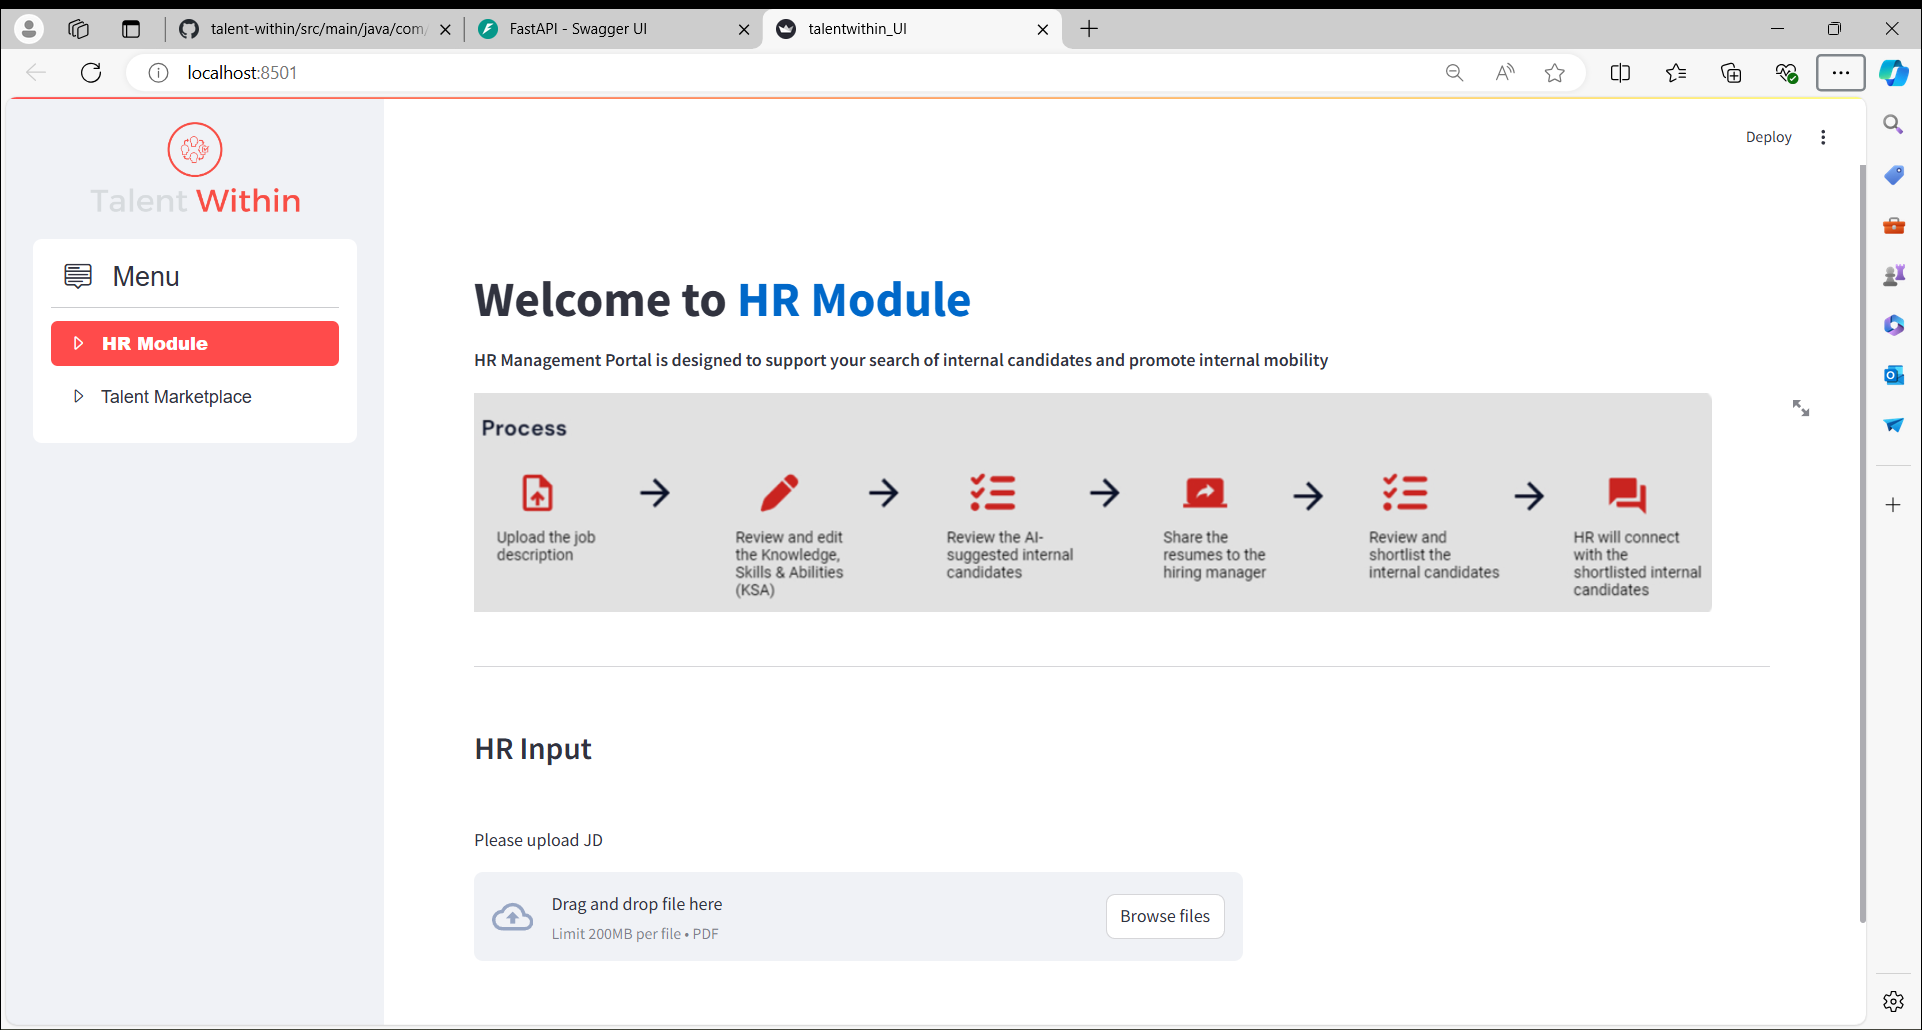 talent-within/src/main/java/com/
FastAPI - Swagger UI
talentwithin_UI
localhost:8501
Deploy
Talent Within
Menu
HR Module
Talent Marketplace
Welcome to HR Module
HR Management Portal is designed to support your search of internal candidates and promote internal mobility
Process
Upload the job
description
Review and edit
the Knowledge,
Skills & Abilities
(KSA)
Review the AI-
suggested internal
candidates
Share the
resumes to the
hiring manager
Review and
shortlist the
internal candidates
HR will connect
with the
shortlisted internal
candidates
HR Input
Please upload JD
Drag and drop file here
Limit 200MB per file • PDF
Browse files